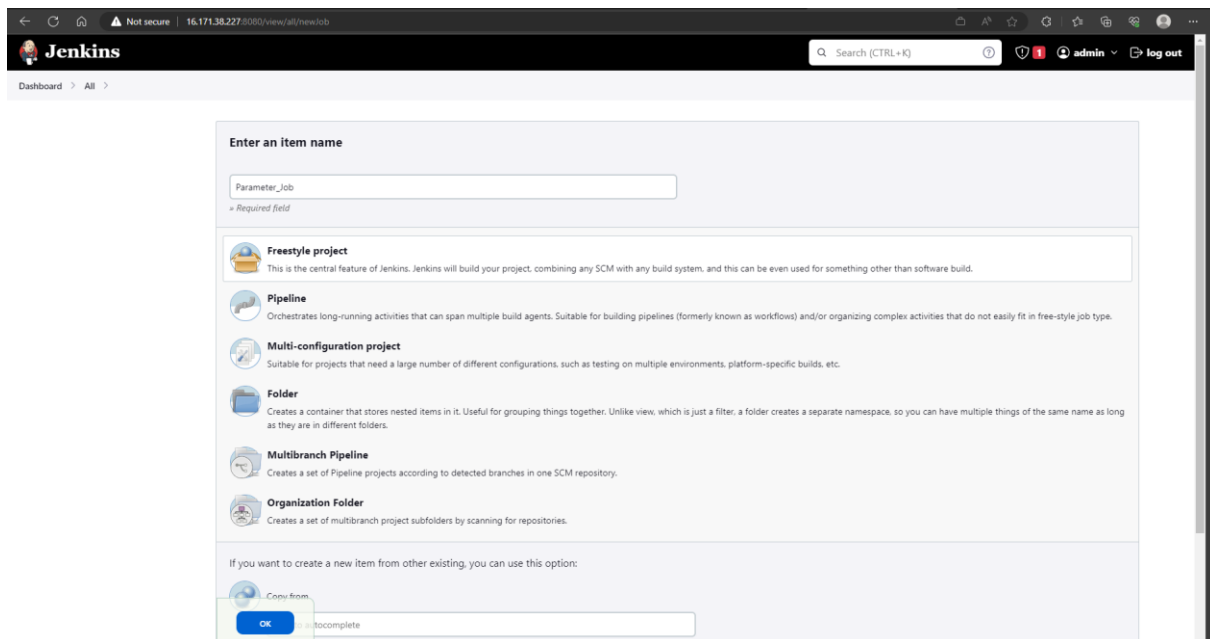 Not secure 16.171.38.227:8080/view/all/newJob
Jenkins
Search (CTRL+K)
1
admin
log out
Dashboard > All >
Enter an item name
Parameter_Job
» Required field
Freestyle project
This is the central feature of Jenkins. Jenkins will build your project, combining any SCM with any build system, and this can be even used for something other than software build.
Pipeline
Orchestrates long-running activities that can span multiple build agents. Suitable for building pipelines (formerly known as workflows) and/or organizing complex activities that do not easily fit in free-style job type.
Multi-configuration project
Suitable for projects that need a large number of different configurations, such as testing on multiple environments, platform-specific builds, etc.
Folder
Creates a container that stores nested items in it. Useful for grouping things together. Unlike view, which is just a filter, a folder creates a separate namespace, so you can have multiple things of the same name as long
as they are in different folders.
Multibranch Pipeline
Creates a set of Pipeline projects according to detected branches in one SCM repository.
Organization Folder
Creates a set of multibranch project subfolders by scanning for repositories.
If you want to create a new item from other existing, you can use this option:
Copy from
OK
autocomplete